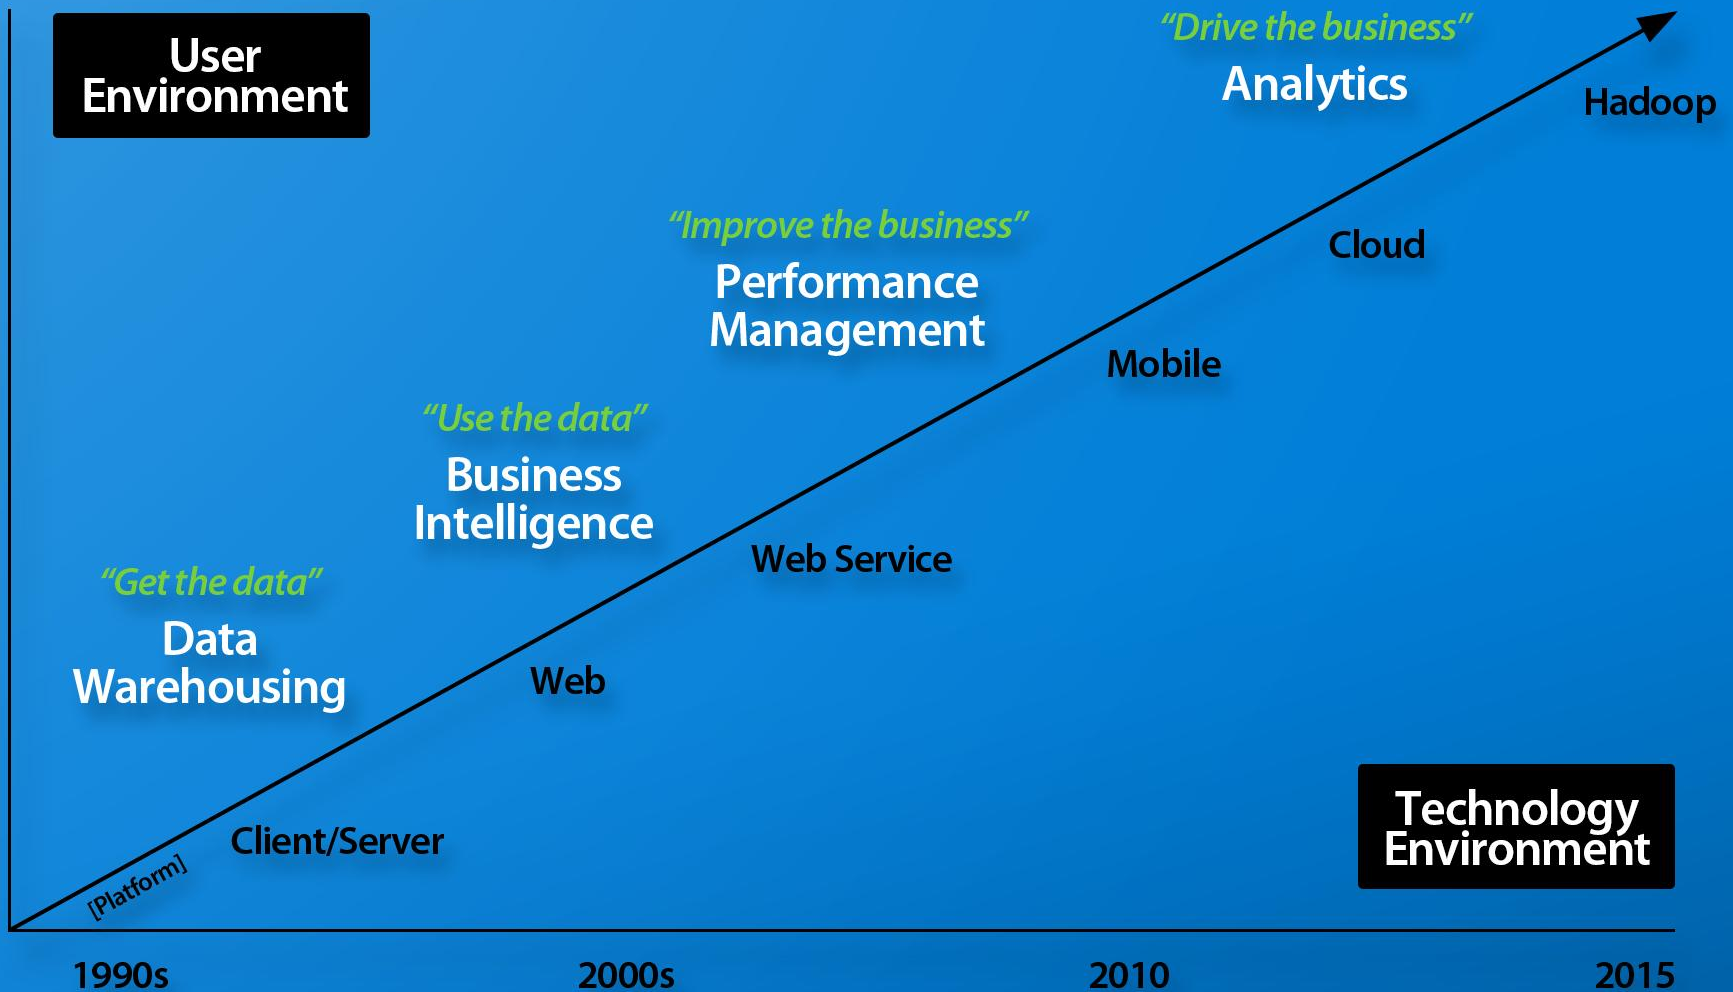 User
Environment
“Drive the business”
Analytics
Hadoop
“Improve the business”
Performance
Management
Cloud
Mobile
“Use the data”
Business
Intelligence
Web Service
“Get the data”
Data
Warehousing
Web
Client/Server
[Platform]
Technology
Environment
1990s
2000s
2010
2015